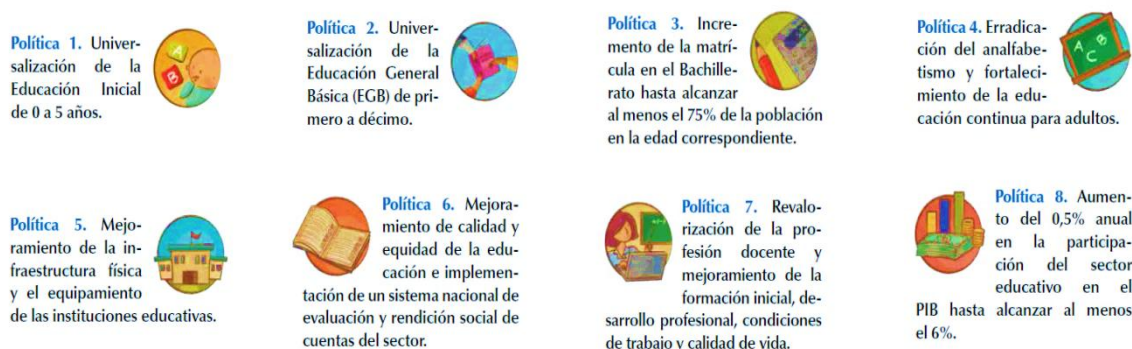 Política 1. Univer-
salización de la
Educación Inicial
de 0 a 5 años.
Política 2. Univer-
salización de la
Educación General
Básica (EGB) de pri-
mero a décimo.
Política 3. Incre-
mento de la matrí-
cula en el Bachille-
rato hasta alcanzar
al menos el 75% de la población
en la edad correspondiente.
Política 4. Erradica-
ción del analfabe-
tismo y fortaleci-
miento de la edu-
cación continua para adultos.
Política 5. Mejo-
ramiento de la in-
fraestructura física
y el equipamiento
de las instituciones educativas.
Política 6. Mejora-
miento de calidad y
equidad de la edu-
cación e implemen-
tación de un sistema nacional de
evaluación y rendición social de
cuentas del sector.
Política 7. Revalo-
rización de la pro-
fesión docente y
mejoramiento de la
formación inicial, de-
sarrollo profesional, condiciones
de trabajo y calidad de vida.
Política 8. Aumen-
to del 0,5% anual
en la participa-
ción del sector
educativo en el
PIB hasta alcanzar al menos
el 6%.
A
B
A
B
C